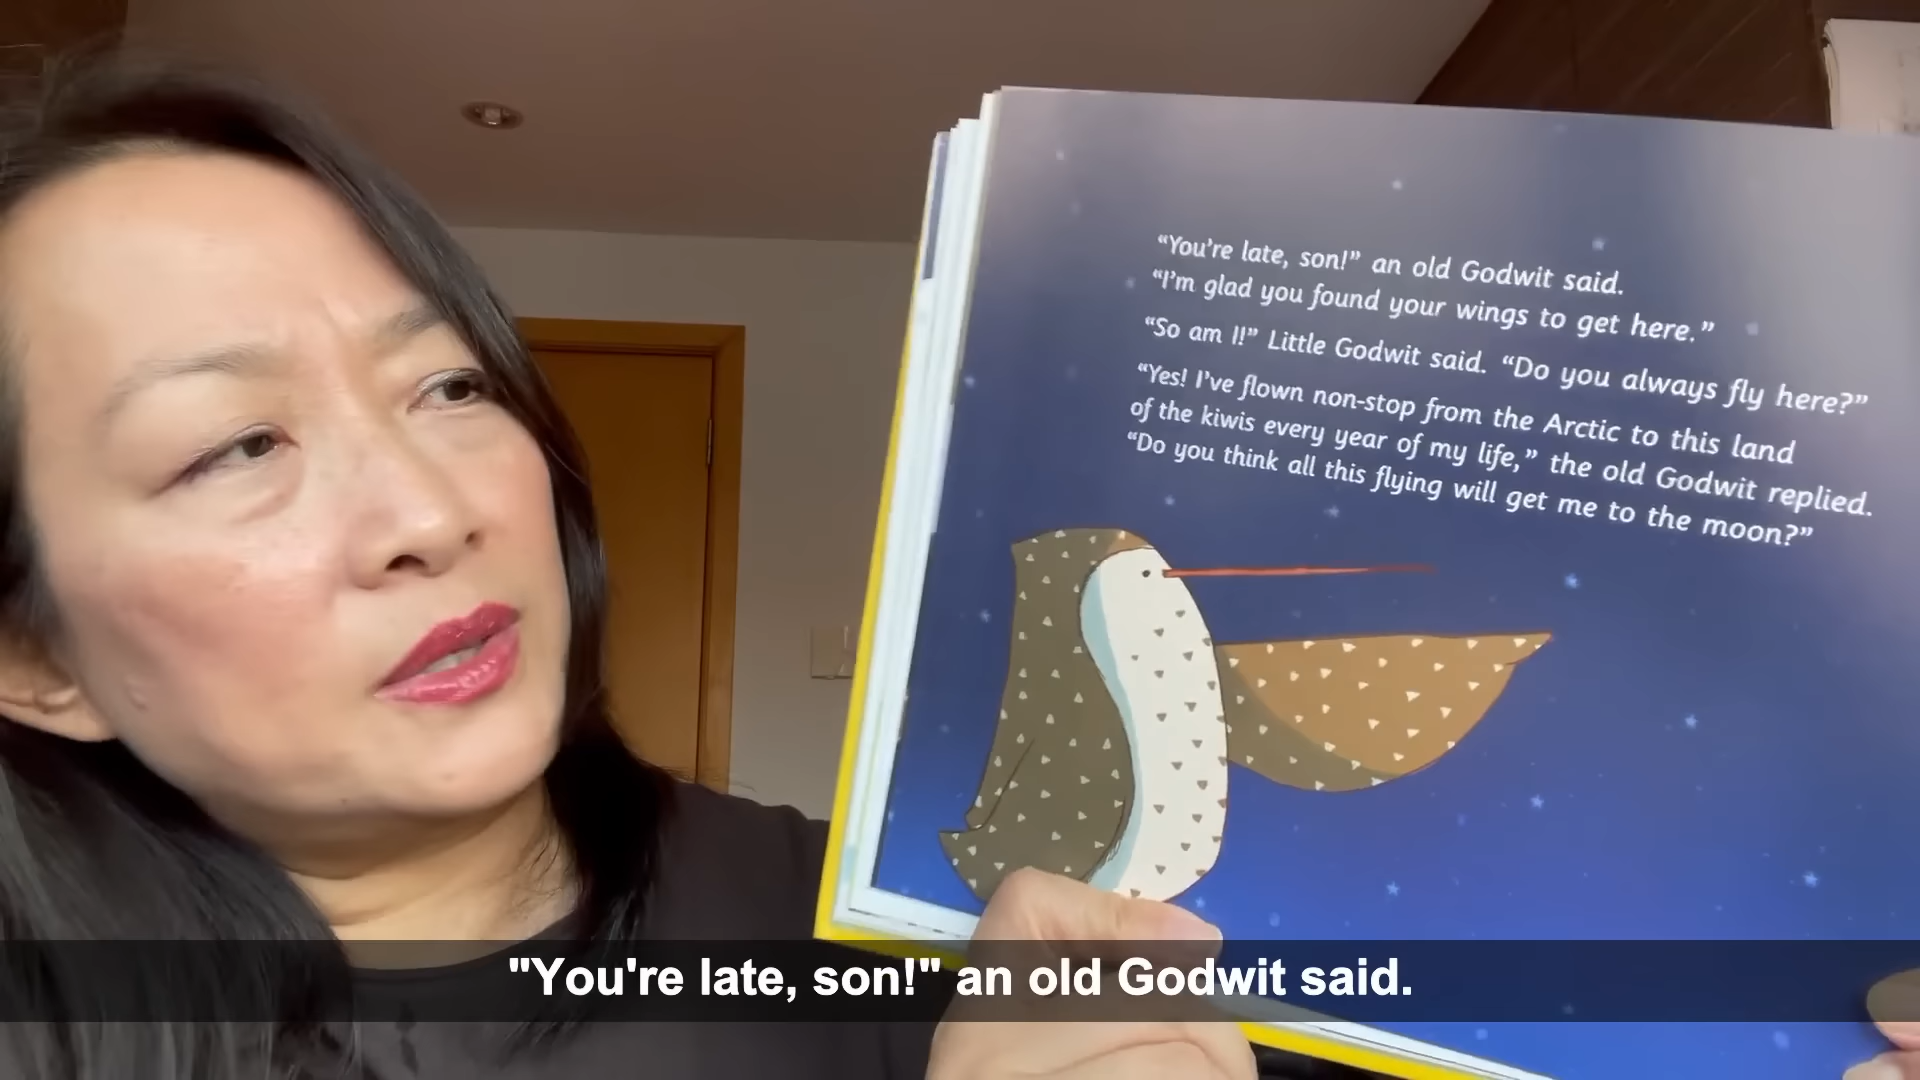 “You’re late, son!” an old Godwit said.
“I’m glad you found your wings to get here.”
“So am I!” Little Godwit said. “Do you always fly here?”
“Yes! I’ve flown non-stop from the Arctic to this land
of the kiwis every year of my life,” the old Godwit replied.
“Do you think all this flying will get me to the moon?”
"You're late, son!" an old Godwit said.